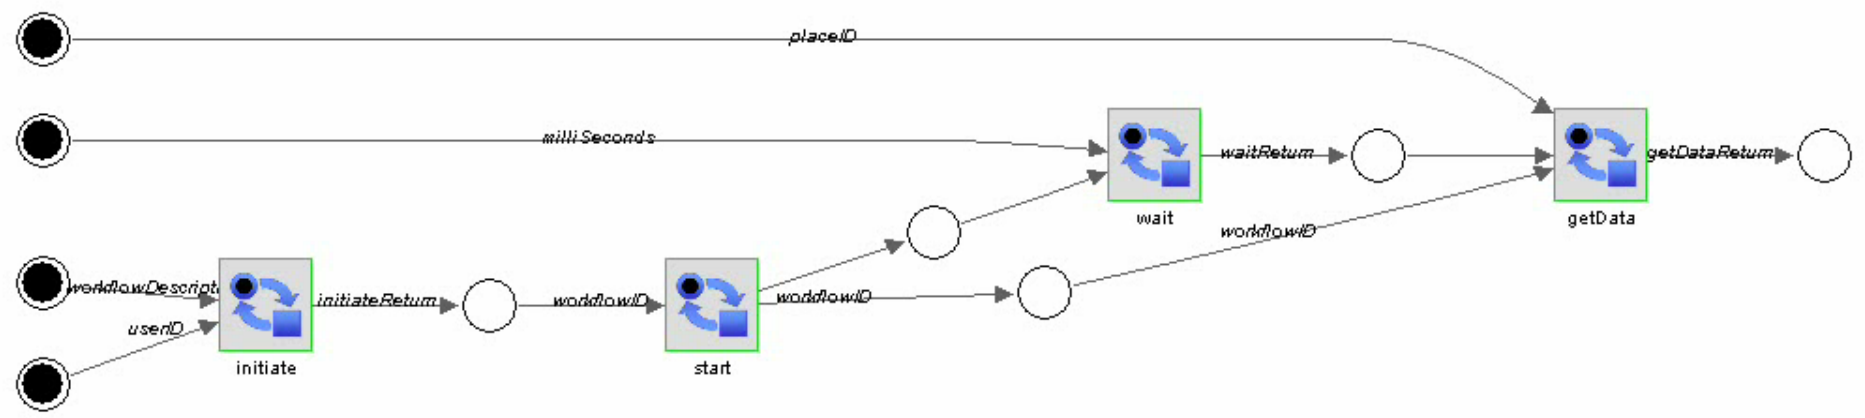 placeID
milliSeconds
wait
waitReturn
getData
getDataReturn
workflowID
initiate
initiateReturn
workflowID
start
workflowID
userID